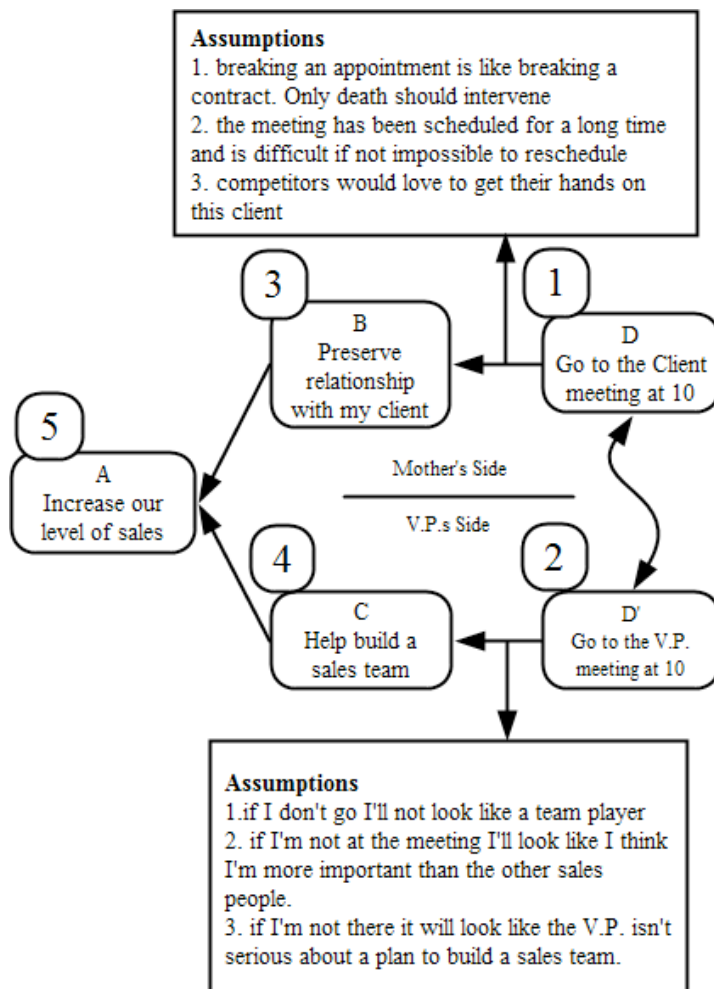 Assumptions
1. breaking an appointment is like breaking a
contract. Only death should intervene
2. the meeting has been scheduled for a long time
and is difficult if not impossible to reschedule
3. competitors would love to get their hands on
this client
3
1
B
Preserve
relationship
with my client
D
Go to the Client
meeting at 10
5
A
Increase our
level of sales
Mother's Side
V.P.s Side
4
2
C
Help build a
sales team
D'
Go to the V.P.
meeting at 10
Assumptions
1.if I don't go I'll not look like a team player
2. if I'm not at the meeting I'll look like I think
I'm more important than the other sales
people.
3. if I'm not there it will look like the V.P. isn't
serious about a plan to build a sales team.